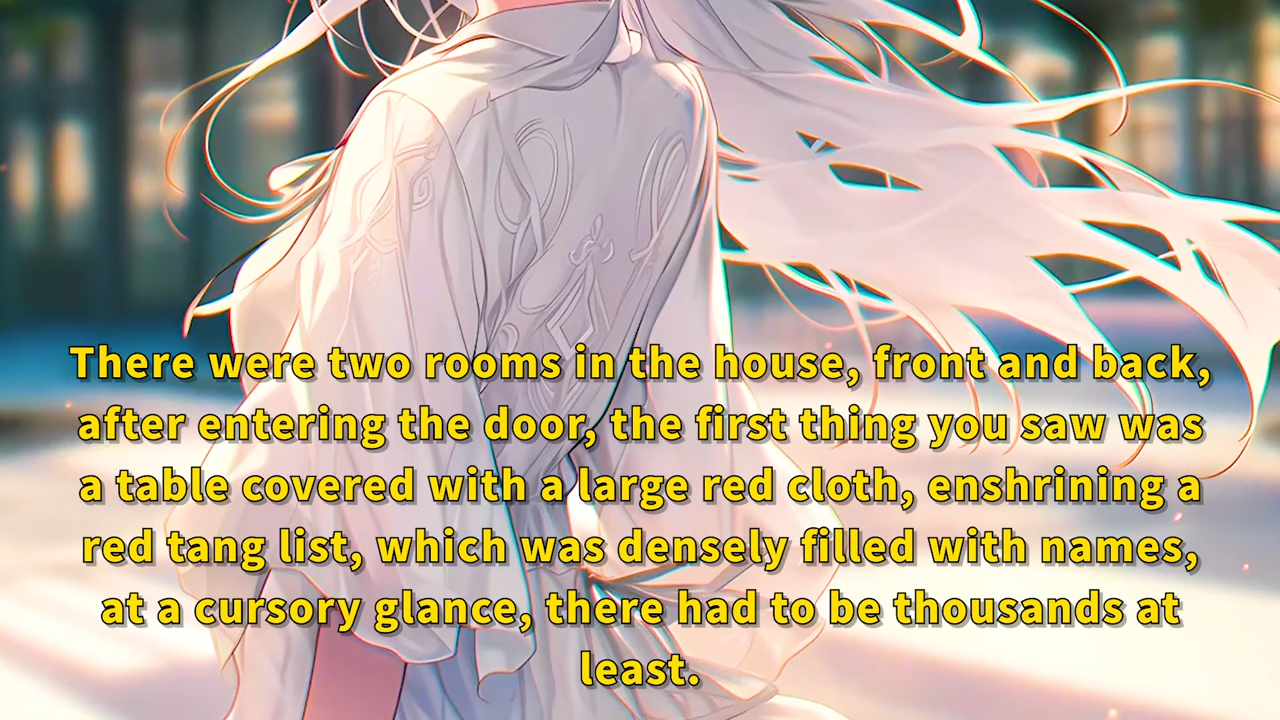 There were two rooms in the house, front and back,
after entering the door, the first thing you saw was
a table covered with a large red cloth, enshrining a
red tang list, which was densely filled with names,
at a cursory glance, there had to be thousands at
least.